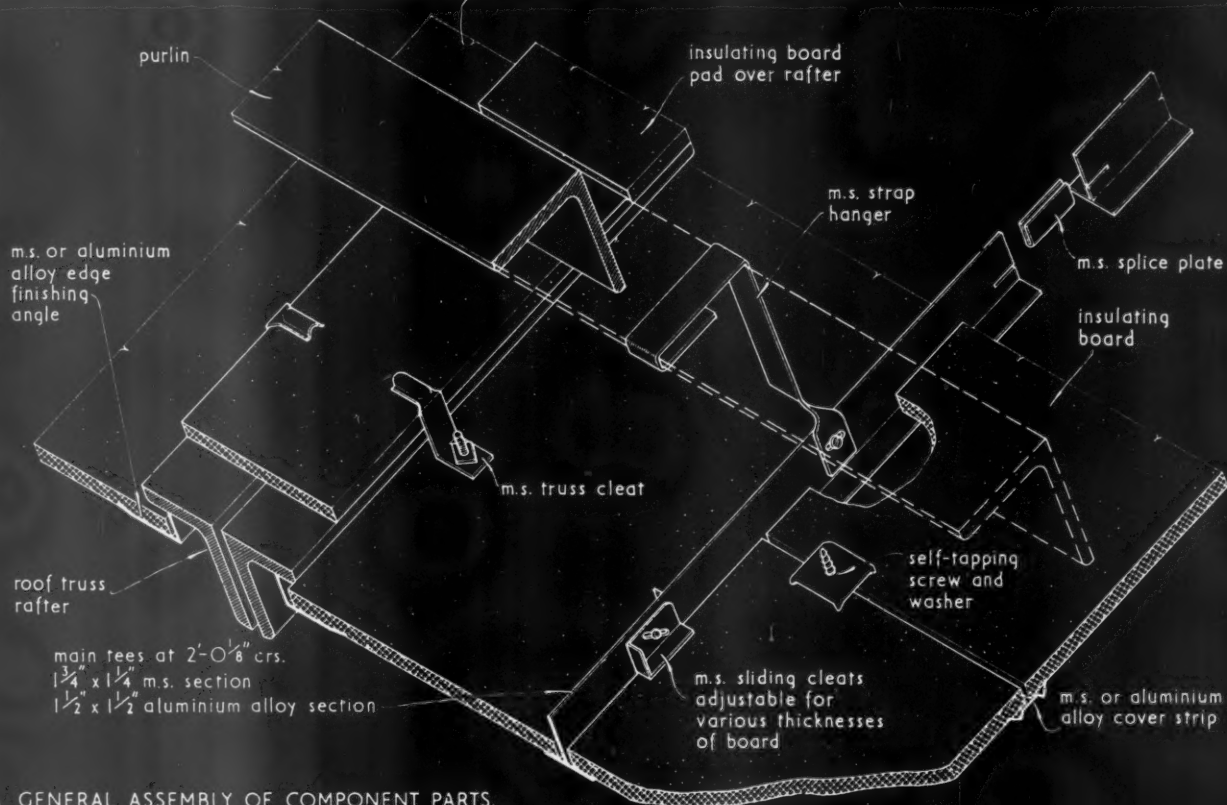 purlin
insulating board
pad over rafter
m.s. strap
hanger
m.s. splice plate
m.s. or aluminium
alloy edge
finishing
angle
insulating
board
m.s. truss cleat
self-tapping
screw and
washer
roof truss
rafter
main tees at 2'-0⅛" crs.
1¾" x 1¼" m.s. section
1½" x 1½" aluminium alloy section
m.s. sliding cleats
adjustable for
various thicknesses
of board
m.s. or aluminium
alloy cover strip
GENERAL ASSEMBLY OF COMPONENT PARTS.